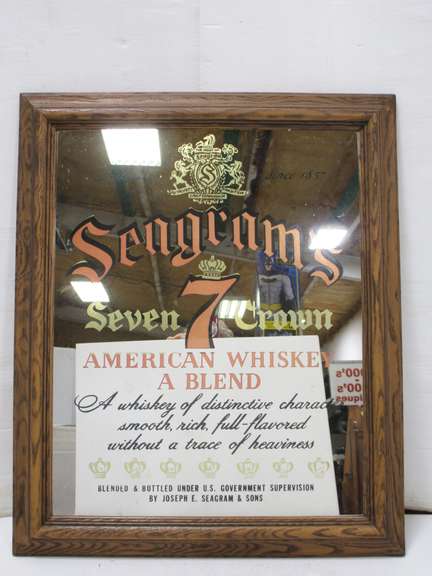 Since 1857
Seagram's
7
Seven Crown
AMERICAN WHISKEY
A BLEND
A whiskey of distinctive charact
smooth, rich, full-flavored
without a trace of heaviness
BLENDED & BOTTLED UNDER U.S. GOVERNMENT SUPERVISION
BY JOSEPH E. SEAGRAM & SONS